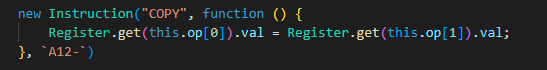 new Instruction("COPY", function () {
    Register.get(this.op[0]).val = Register.get(this.op[1]).val;
}, `A12-`)